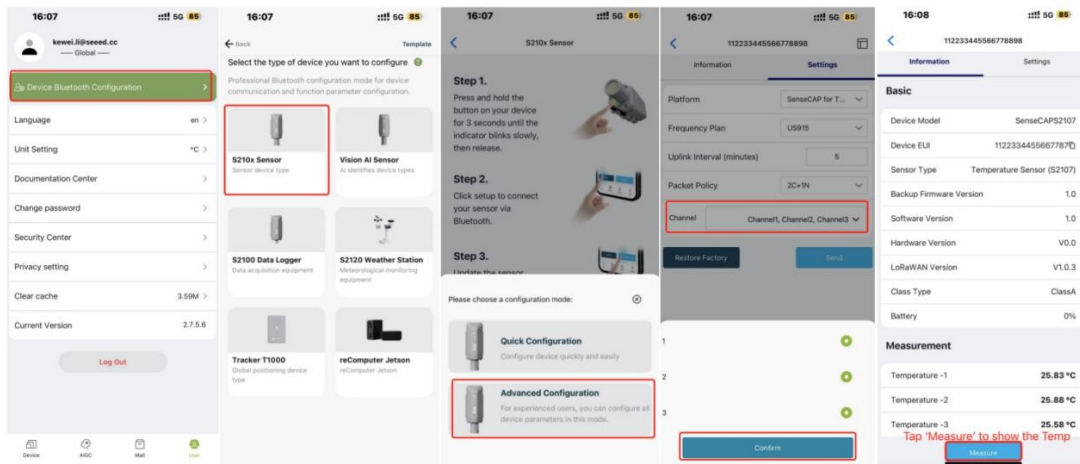 16:07
5G 85
kewei.li@seeed.cc
Global
Device Bluetooth Configuration
Language
en
Unit Setting
°C
Documentation Center
Change password
Security Center
Privacy setting
Clear cache
3.59M
Current Version
2.7.5.6
Log Out
Device
AIGC
Mall
User
16:07
5G 85
Back
Template
Select the type of device you want to configure
Professional Bluetooth configuration mode for device
communication and function parameter configuration.
S210x Sensor
Sensor device type
Vision AI Sensor
AI identifies device types
S2100 Data Logger
Data acquisition equipment
S2120 Weather Station
Meteorological monitoring
equipment
Tracker T1000
Global positioning device
type
reComputer Jetson
reComputer Jetson
16:07
5G 85
S210x Sensor
Step 1.
Press and hold the
button on your device
for 3 seconds until the
indicator blinks slowly,
then release.
Step 2.
Click setup to connect
your sensor via
Bluetooth.
Step 3.
Update the sensor
Please choose a configuration mode:
Quick Configuration
Configure device quickly and easily
Advanced Configuration
For experienced users, you can configure all
device parameters in this mode.
16:07
5G 85
112233445566778898
Information
Settings
Platform
SenseCAP for T...
Frequency Plan
US915
Uplink Interval (minutes)
5
Packet Policy
2C+1N
Channel
Channel1, Channel2, Channel3
Restore Factory
Send
1
2
3
Confirm
16:08
5G 85
112233445566778898
Information
Settings
Basic
Device Model
SenseCAPS2107
Device EUI
1122334455667787
Sensor Type
Temperature Sensor (S2107)
Backup Firmware Version
1.0
Software Version
1.0
Hardware Version
V0.0
LoRaWAN Version
V1.0.3
Class Type
ClassA
Battery
0%
Measurement
Temperature -1
25.83 °C
Temperature -2
25.88 °C
Temperature -3
25.58 °C
Tap 'Measure' to show the Temp
Measure